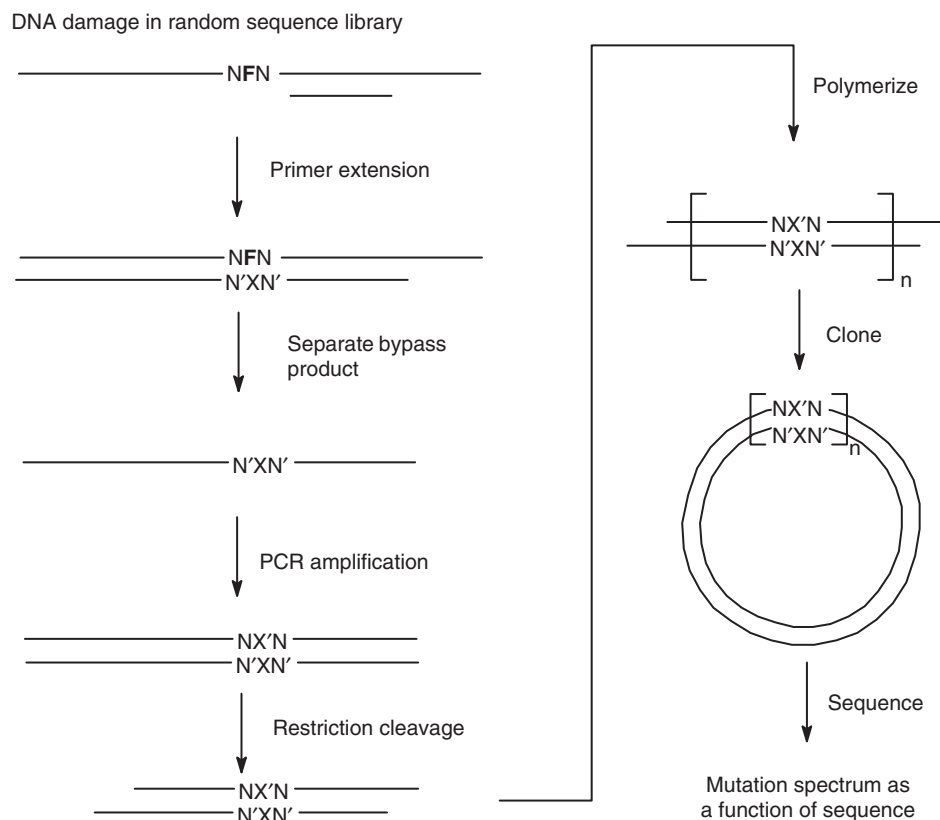 DNA damage in random sequence library
NFN
Primer extension
NFN
N′XN′
Separate bypass
product
N′XN′
PCR amplification
NX′N
N′XN′
Restriction cleavage
NX′N
N′XN′
Polymerize
NX′N
N′XN′
n
Clone
NX′N
N′XN′
n
Sequence
Mutation spectrum as
a function of sequence